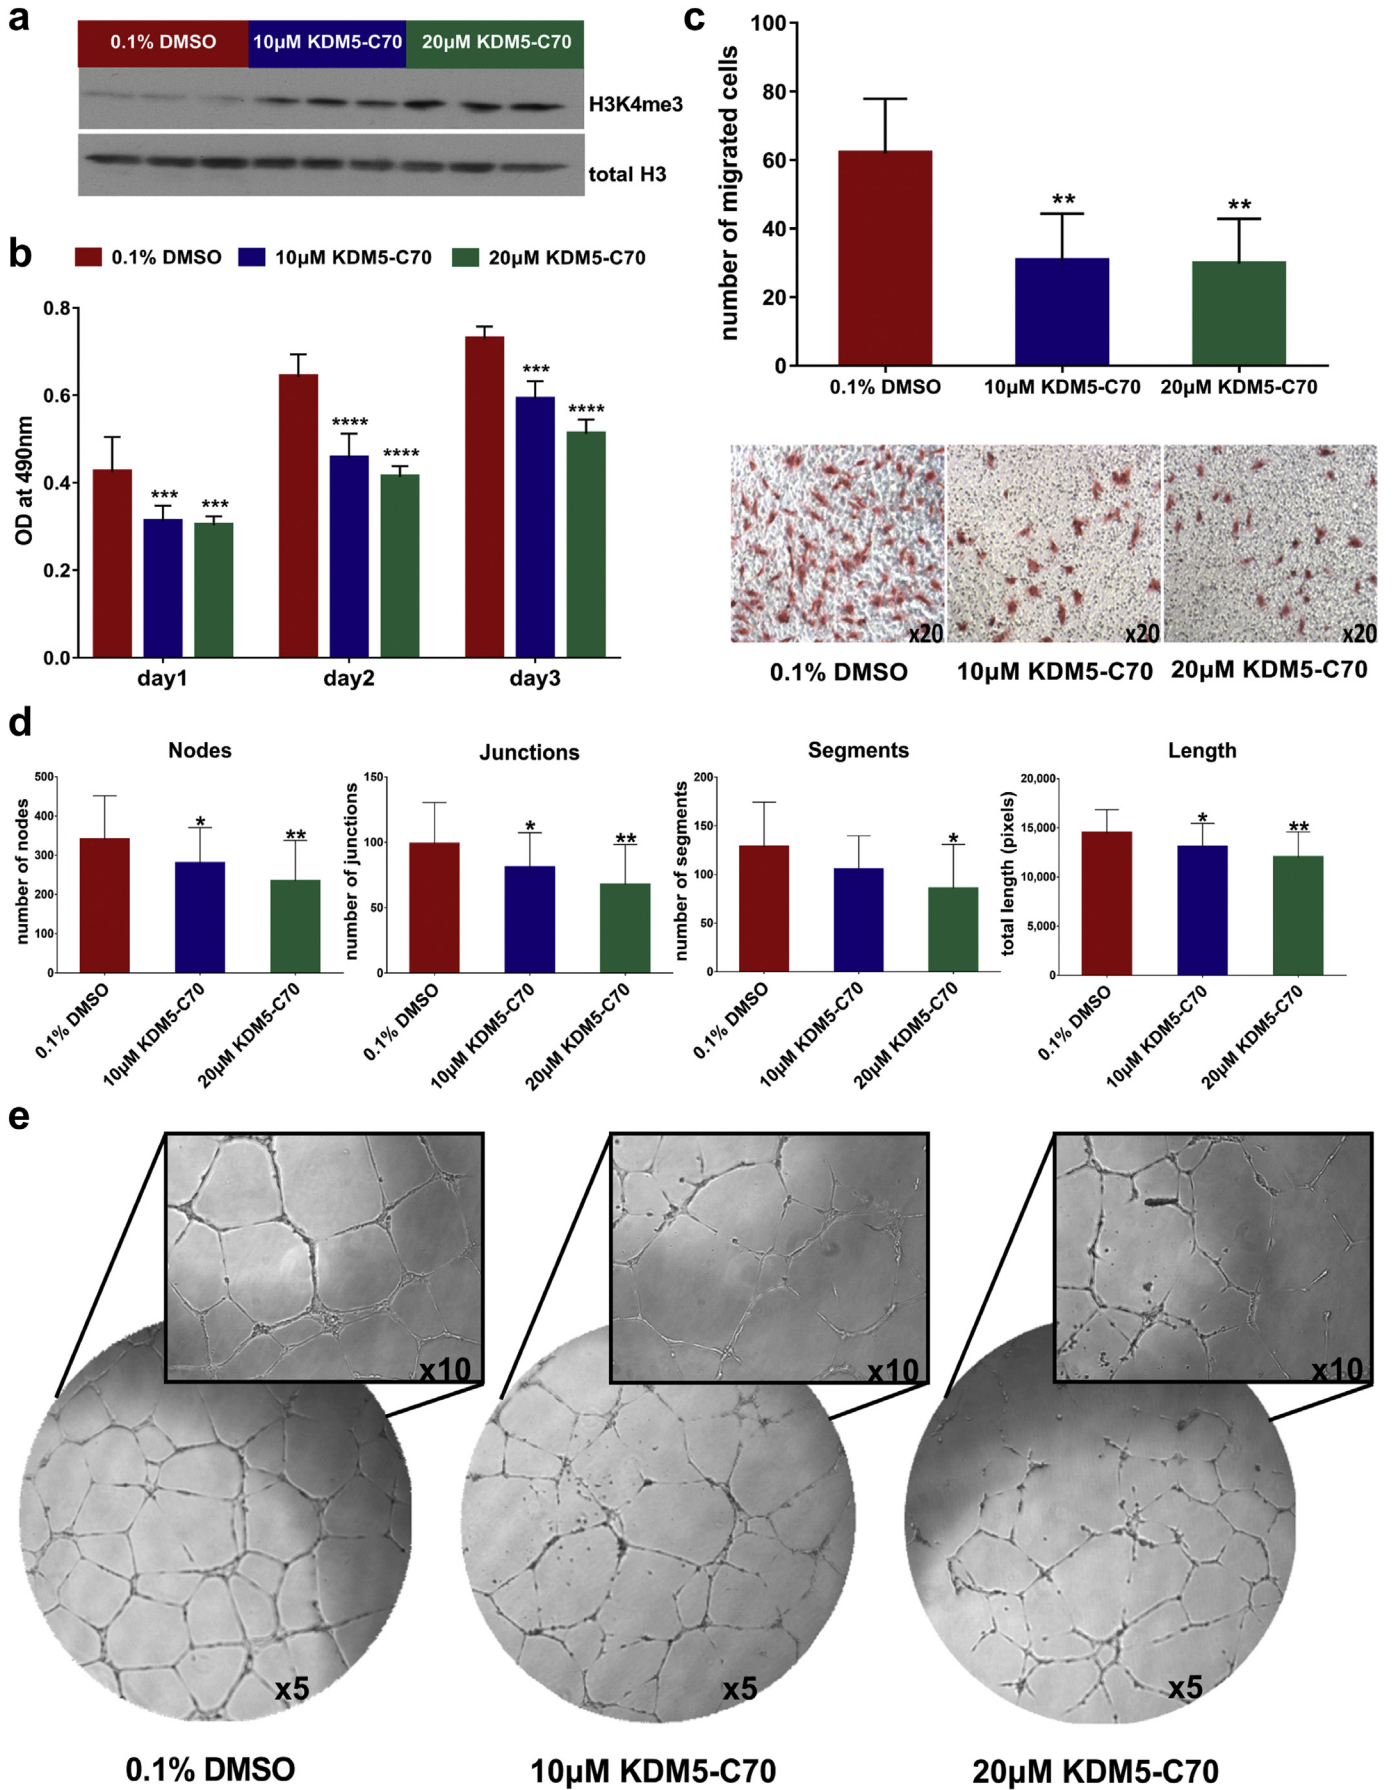 a
0.1% DMSO 10µM KDM5-C70 20µM KDM5-C70
H3K4me3
total H3
b
0.1% DMSO 10µM KDM5-C70 20µM KDM5-C70
OD at 490nm
0.8
0.6
0.4
0.2
0.0
*** ***
**** ****
*** ****
day1 day2 day3
c
number of migrated cells
100
80
60
40
20
0
** **
0.1% DMSO 10µM KDM5-C70 20µM KDM5-C70
x20 x20 x20
0.1% DMSO 10µM KDM5-C70 20µM KDM5-C70
d
Nodes
number of nodes
500
400
300
200
100
0
* **
0.1% DMSO
10µM KDM5-C70
20µM KDM5-C70
Junctions
number of junctions
150
100
50
0
* **
0.1% DMSO
10µM KDM5-C70
20µM KDM5-C70
Segments
number of segments
200
150
100
50
0
*
0.1% DMSO
10µM KDM5-C70
20µM KDM5-C70
Length
total length (pixels)
20,000
15,000
10,000
5,000
0
* **
0.1% DMSO
10µM KDM5-C70
20µM KDM5-C70
e
x10 x10 x10
x5 x5 x5
0.1% DMSO 10µM KDM5-C70 20µM KDM5-C70